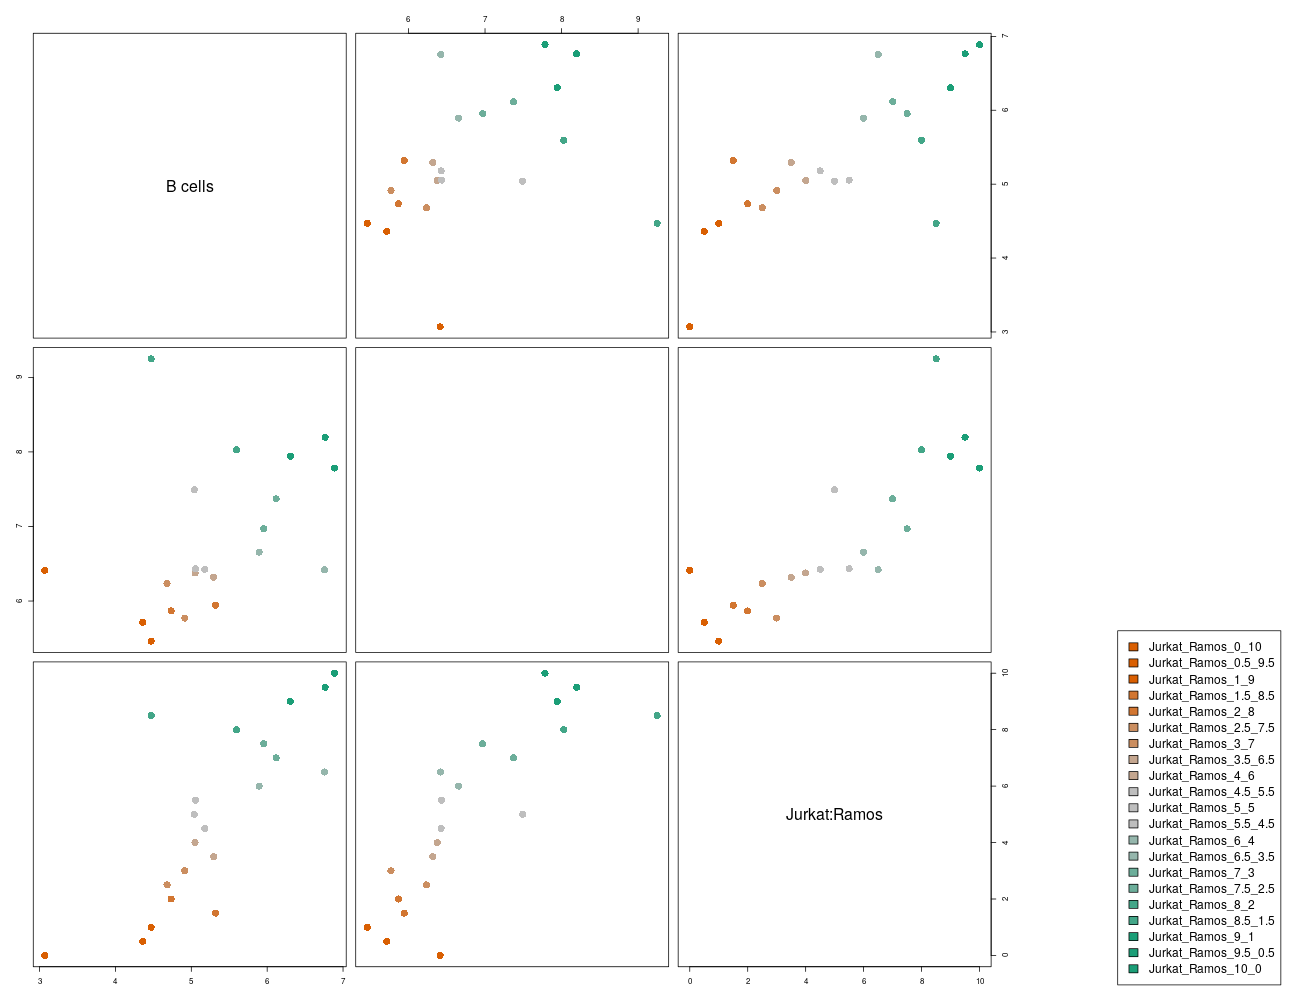 6 7 8 9
B cells
3 4 5 6 7
6 7 8 9
Jurkat:Ramos
0 2 4 6 8 10
3 4 5 6 7
0 2 4 6 8 10
Jurkat_Ramos_0_10
Jurkat_Ramos_0.5_9.5
Jurkat_Ramos_1_9
Jurkat_Ramos_1.5_8.5
Jurkat_Ramos_2_8
Jurkat_Ramos_2.5_7.5
Jurkat_Ramos_3_7
Jurkat_Ramos_3.5_6.5
Jurkat_Ramos_4_6
Jurkat_Ramos_4.5_5.5
Jurkat_Ramos_5_5
Jurkat_Ramos_5.5_4.5
Jurkat_Ramos_6_4
Jurkat_Ramos_6.5_3.5
Jurkat_Ramos_7_3
Jurkat_Ramos_7.5_2.5
Jurkat_Ramos_8_2
Jurkat_Ramos_8.5_1.5
Jurkat_Ramos_9_1
Jurkat_Ramos_9.5_0.5
Jurkat_Ramos_10_0